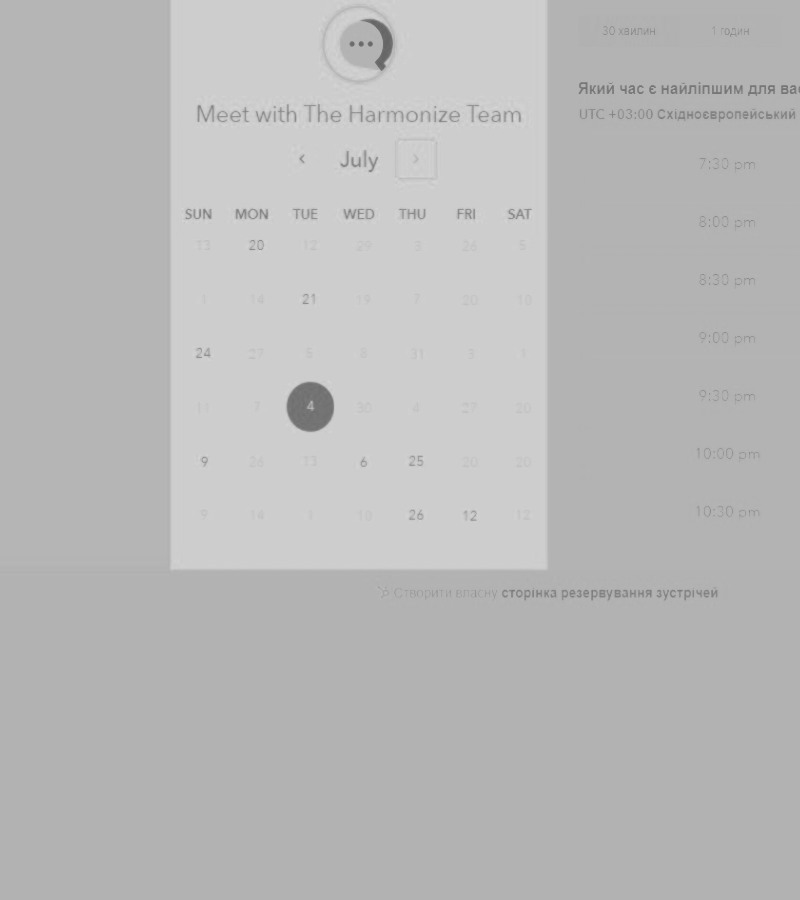 Meet with The Harmonize Team
‹ July ›
SUN MON TUE WED THU FRI SAT
13 20 12 29 3 26 5
1 14 21 19 7 20 10
24 27 5 8 31 3 1
11 7 4 30 4 27 20
9 26 13 6 25 20 20
9 14 1 18 26 12 12
30 хвилин 1 годин
Який час є найліпшим для вас
UTC +03:00 Східноєвропейський
7:30 pm
8:00 pm
8:30 pm
9:00 pm
9:30 pm
10:00 pm
10:30 pm
Створити власну сторінка резервування зустрічей